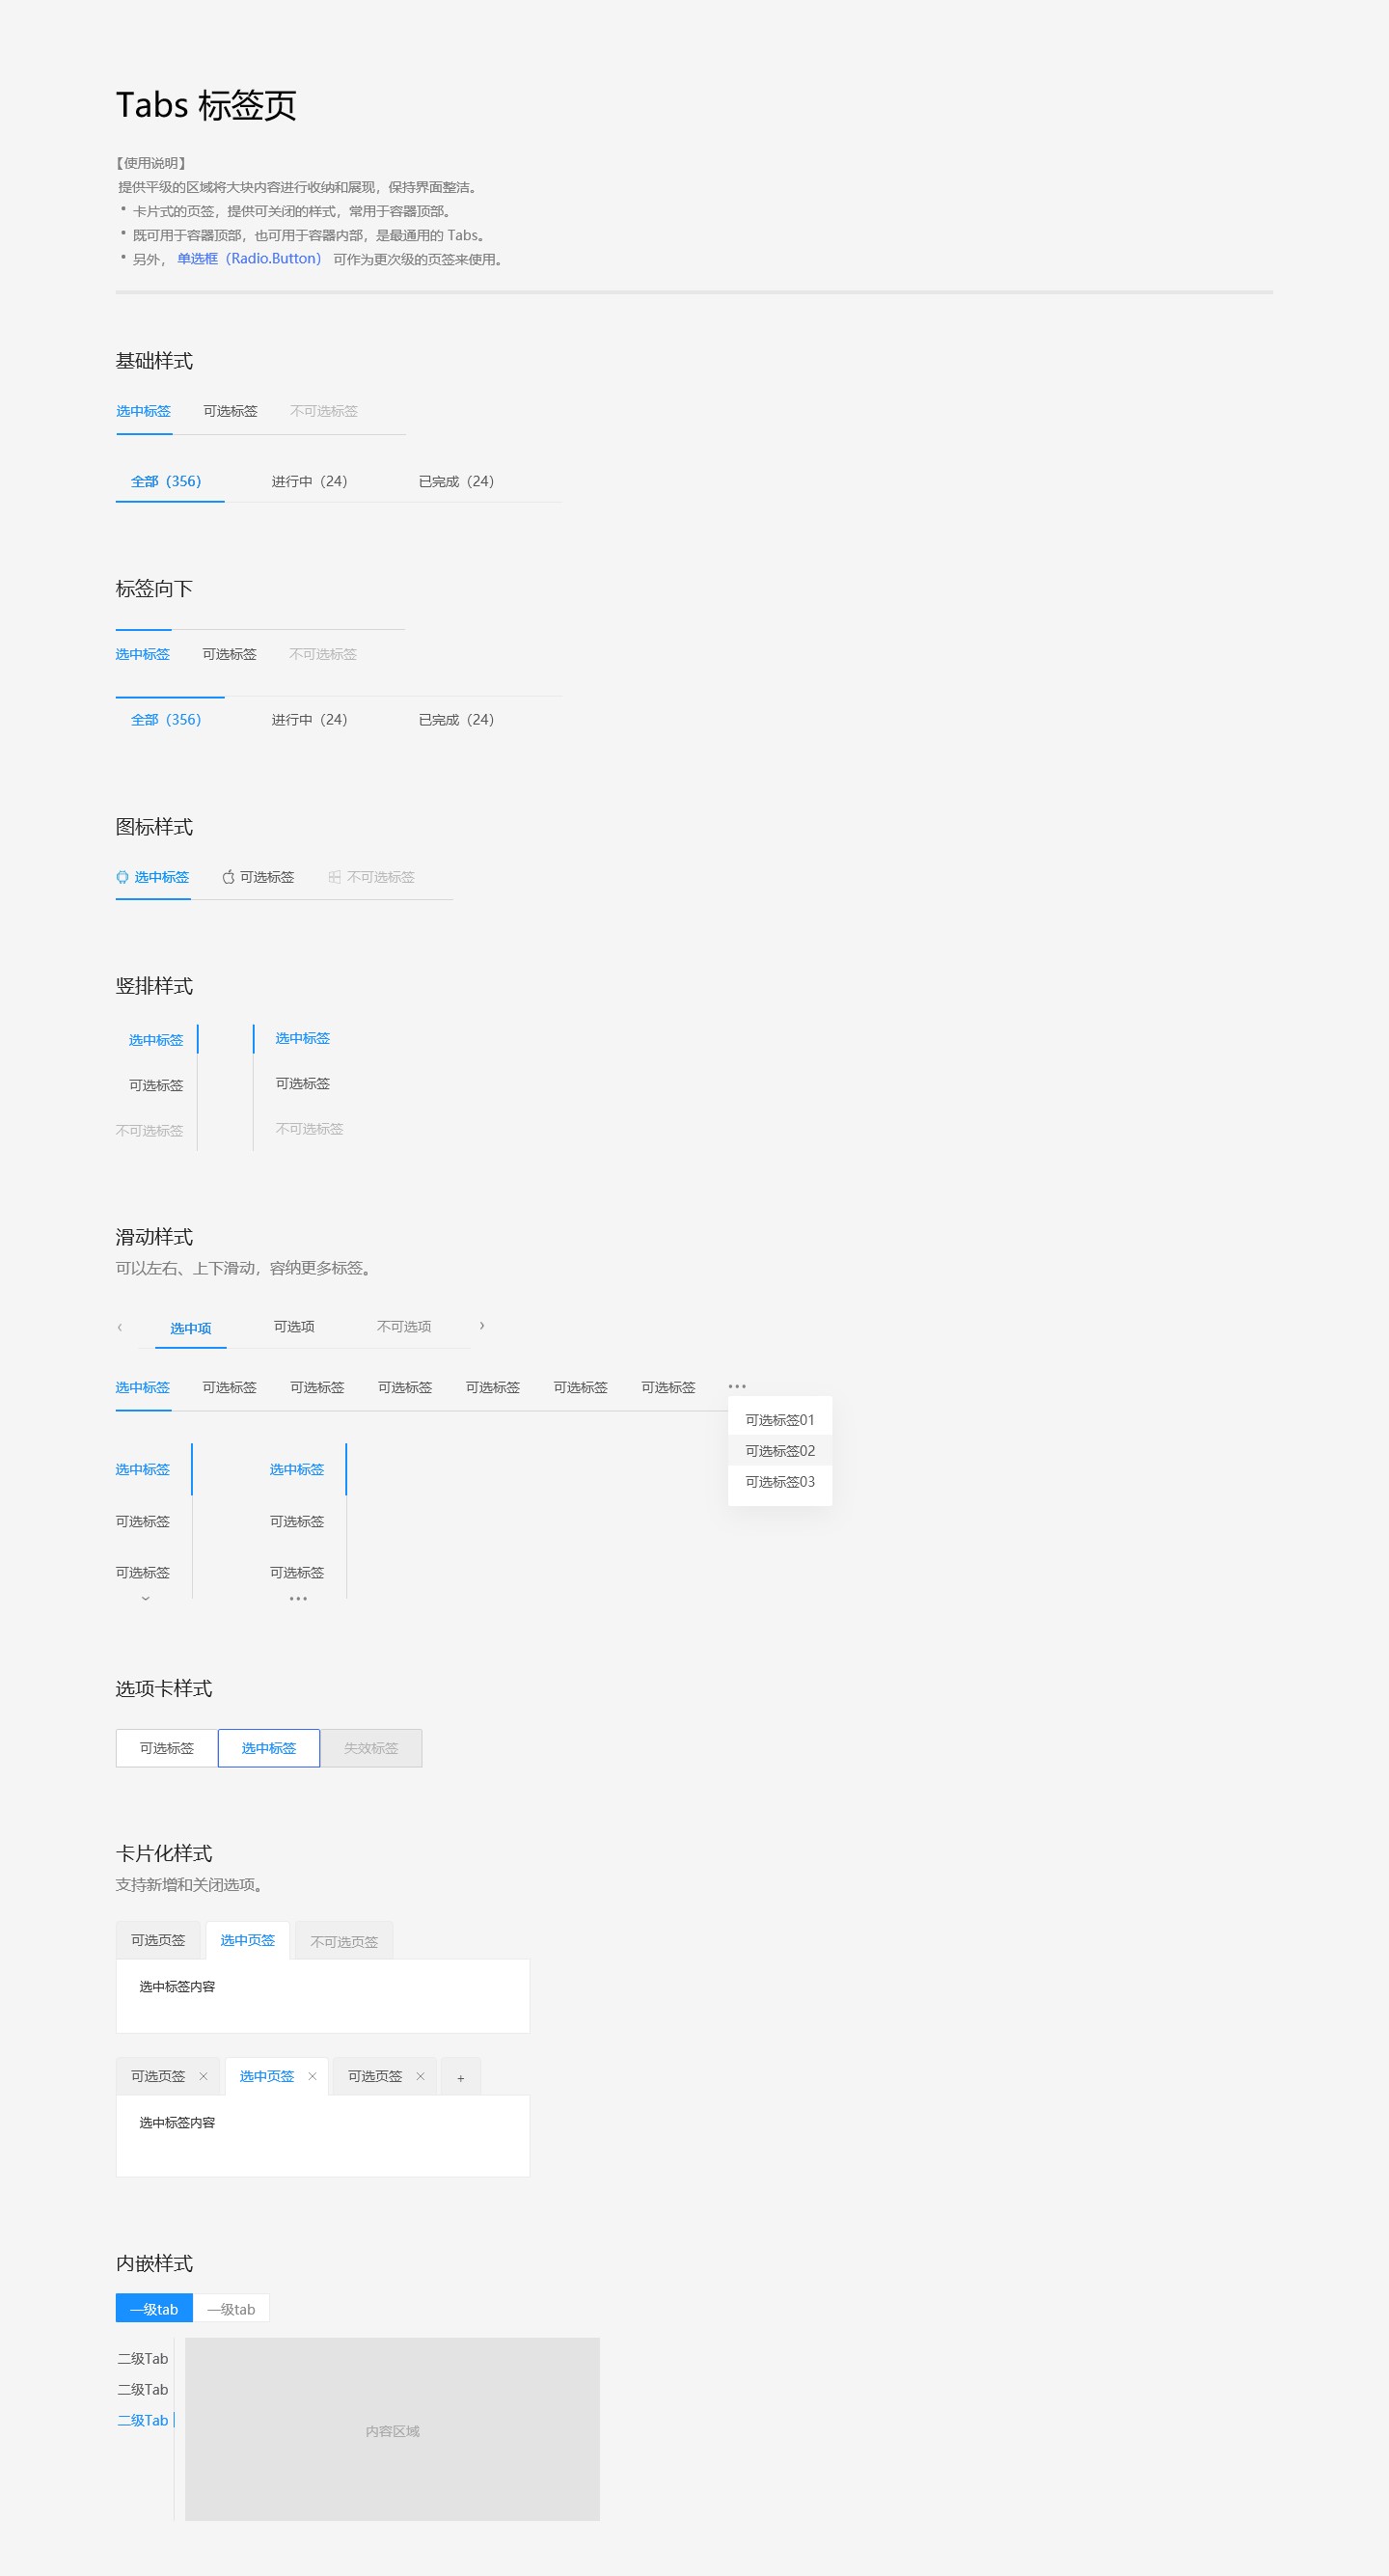 Tabs 标签页
【使用说明】
提供平级的区域将大块内容进行收纳和展现，保持界面整洁。
• 卡片式的页签，提供可关闭的样式，常用于容器顶部。
• 既可用于容器顶部，也可用于容器内部，是最通用的 Tabs。
• 另外， 单选框（Radio.Button） 可作为更次级的页签来使用。
基础样式
选中标签 可选标签 不可选标签
全部（356） 进行中（24） 已完成（24）
标签向下
选中标签 可选标签 不可选标签
全部（356） 进行中（24） 已完成（24）
图标样式
选中标签 可选标签 不可选标签
竖排样式
选中标签 选中标签
可选标签 可选标签
不可选标签 不可选标签
滑动样式
可以左右、上下滑动，容纳更多标签。
‹ 选中项 可选项 不可选项 ›
选中标签 可选标签 可选标签 可选标签 可选标签 可选标签 可选标签 •••
可选标签01
可选标签02
可选标签03
选中标签 选中标签
可选标签 可选标签
可选标签 可选标签
•••
选项卡样式
可选标签 选中标签 失效标签
卡片化样式
支持新增和关闭选项。
可选页签 选中页签 不可选页签
选中标签内容
可选页签 × 选中页签 × 可选页签 × +
选中标签内容
内嵌样式
一级tab 一级tab
二级Tab
二级Tab
二级Tab
内容区域